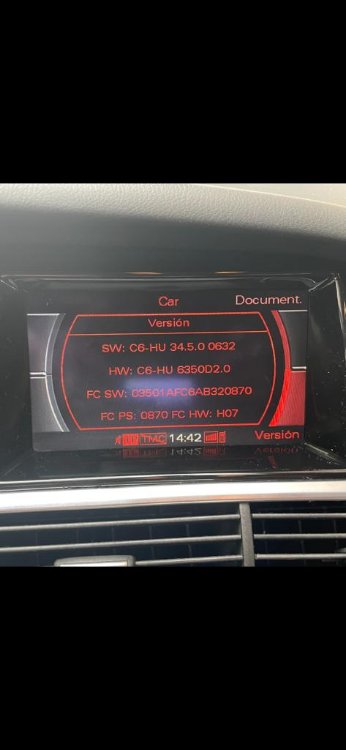 Car
Document.
Versión
SW: C6-HU 34.5.0 0632
HW: C6-HU 6350D2.0
FC SW: 03501AFC6AB320870
FC PS: 0870 FC HW: H07
TMC 14:42
Versión